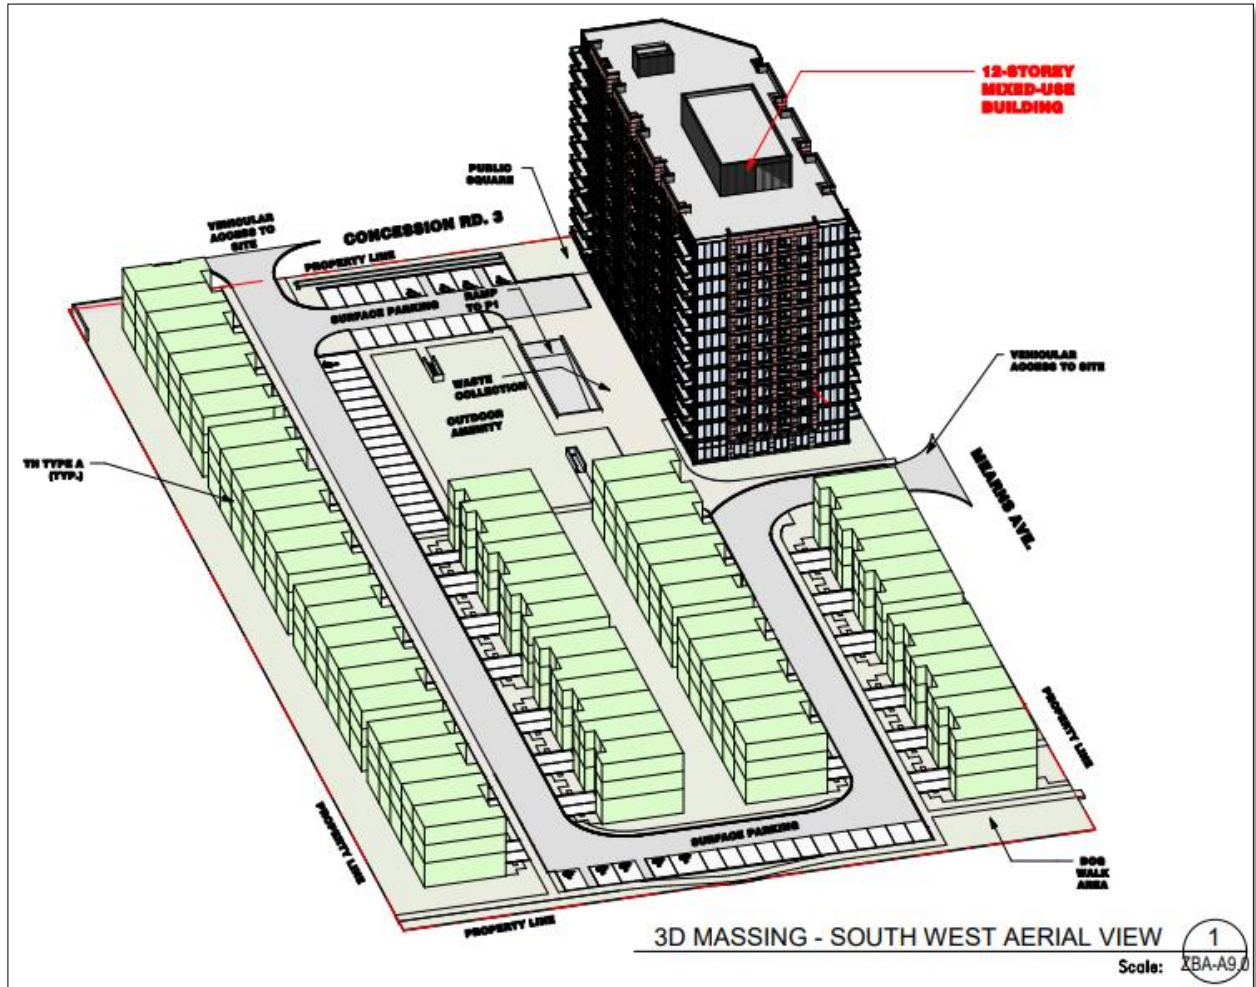 12-STOREY
MIXED-USE
BUILDING
PUBLIC
SQUARE
VEHICULAR
ACCESS TO
SITE
CONCESSION RD. 3
PROPERTY LINE
SURFACE PARKING
RAMP
TO P1
VEHICULAR
ACCESS TO SITE
WASTE
COLLECTION
OUTDOOR
AMENITY
TH TYPE A
(TYP.)
MEARNS AVE.
PROPERTY LINE
PROPERTY LINE
SURFACE PARKING
DOG
WALK
AREA
PROPERTY LINE
3D MASSING - SOUTH WEST AERIAL VIEW
1
Scale:
ZBA-A9.0